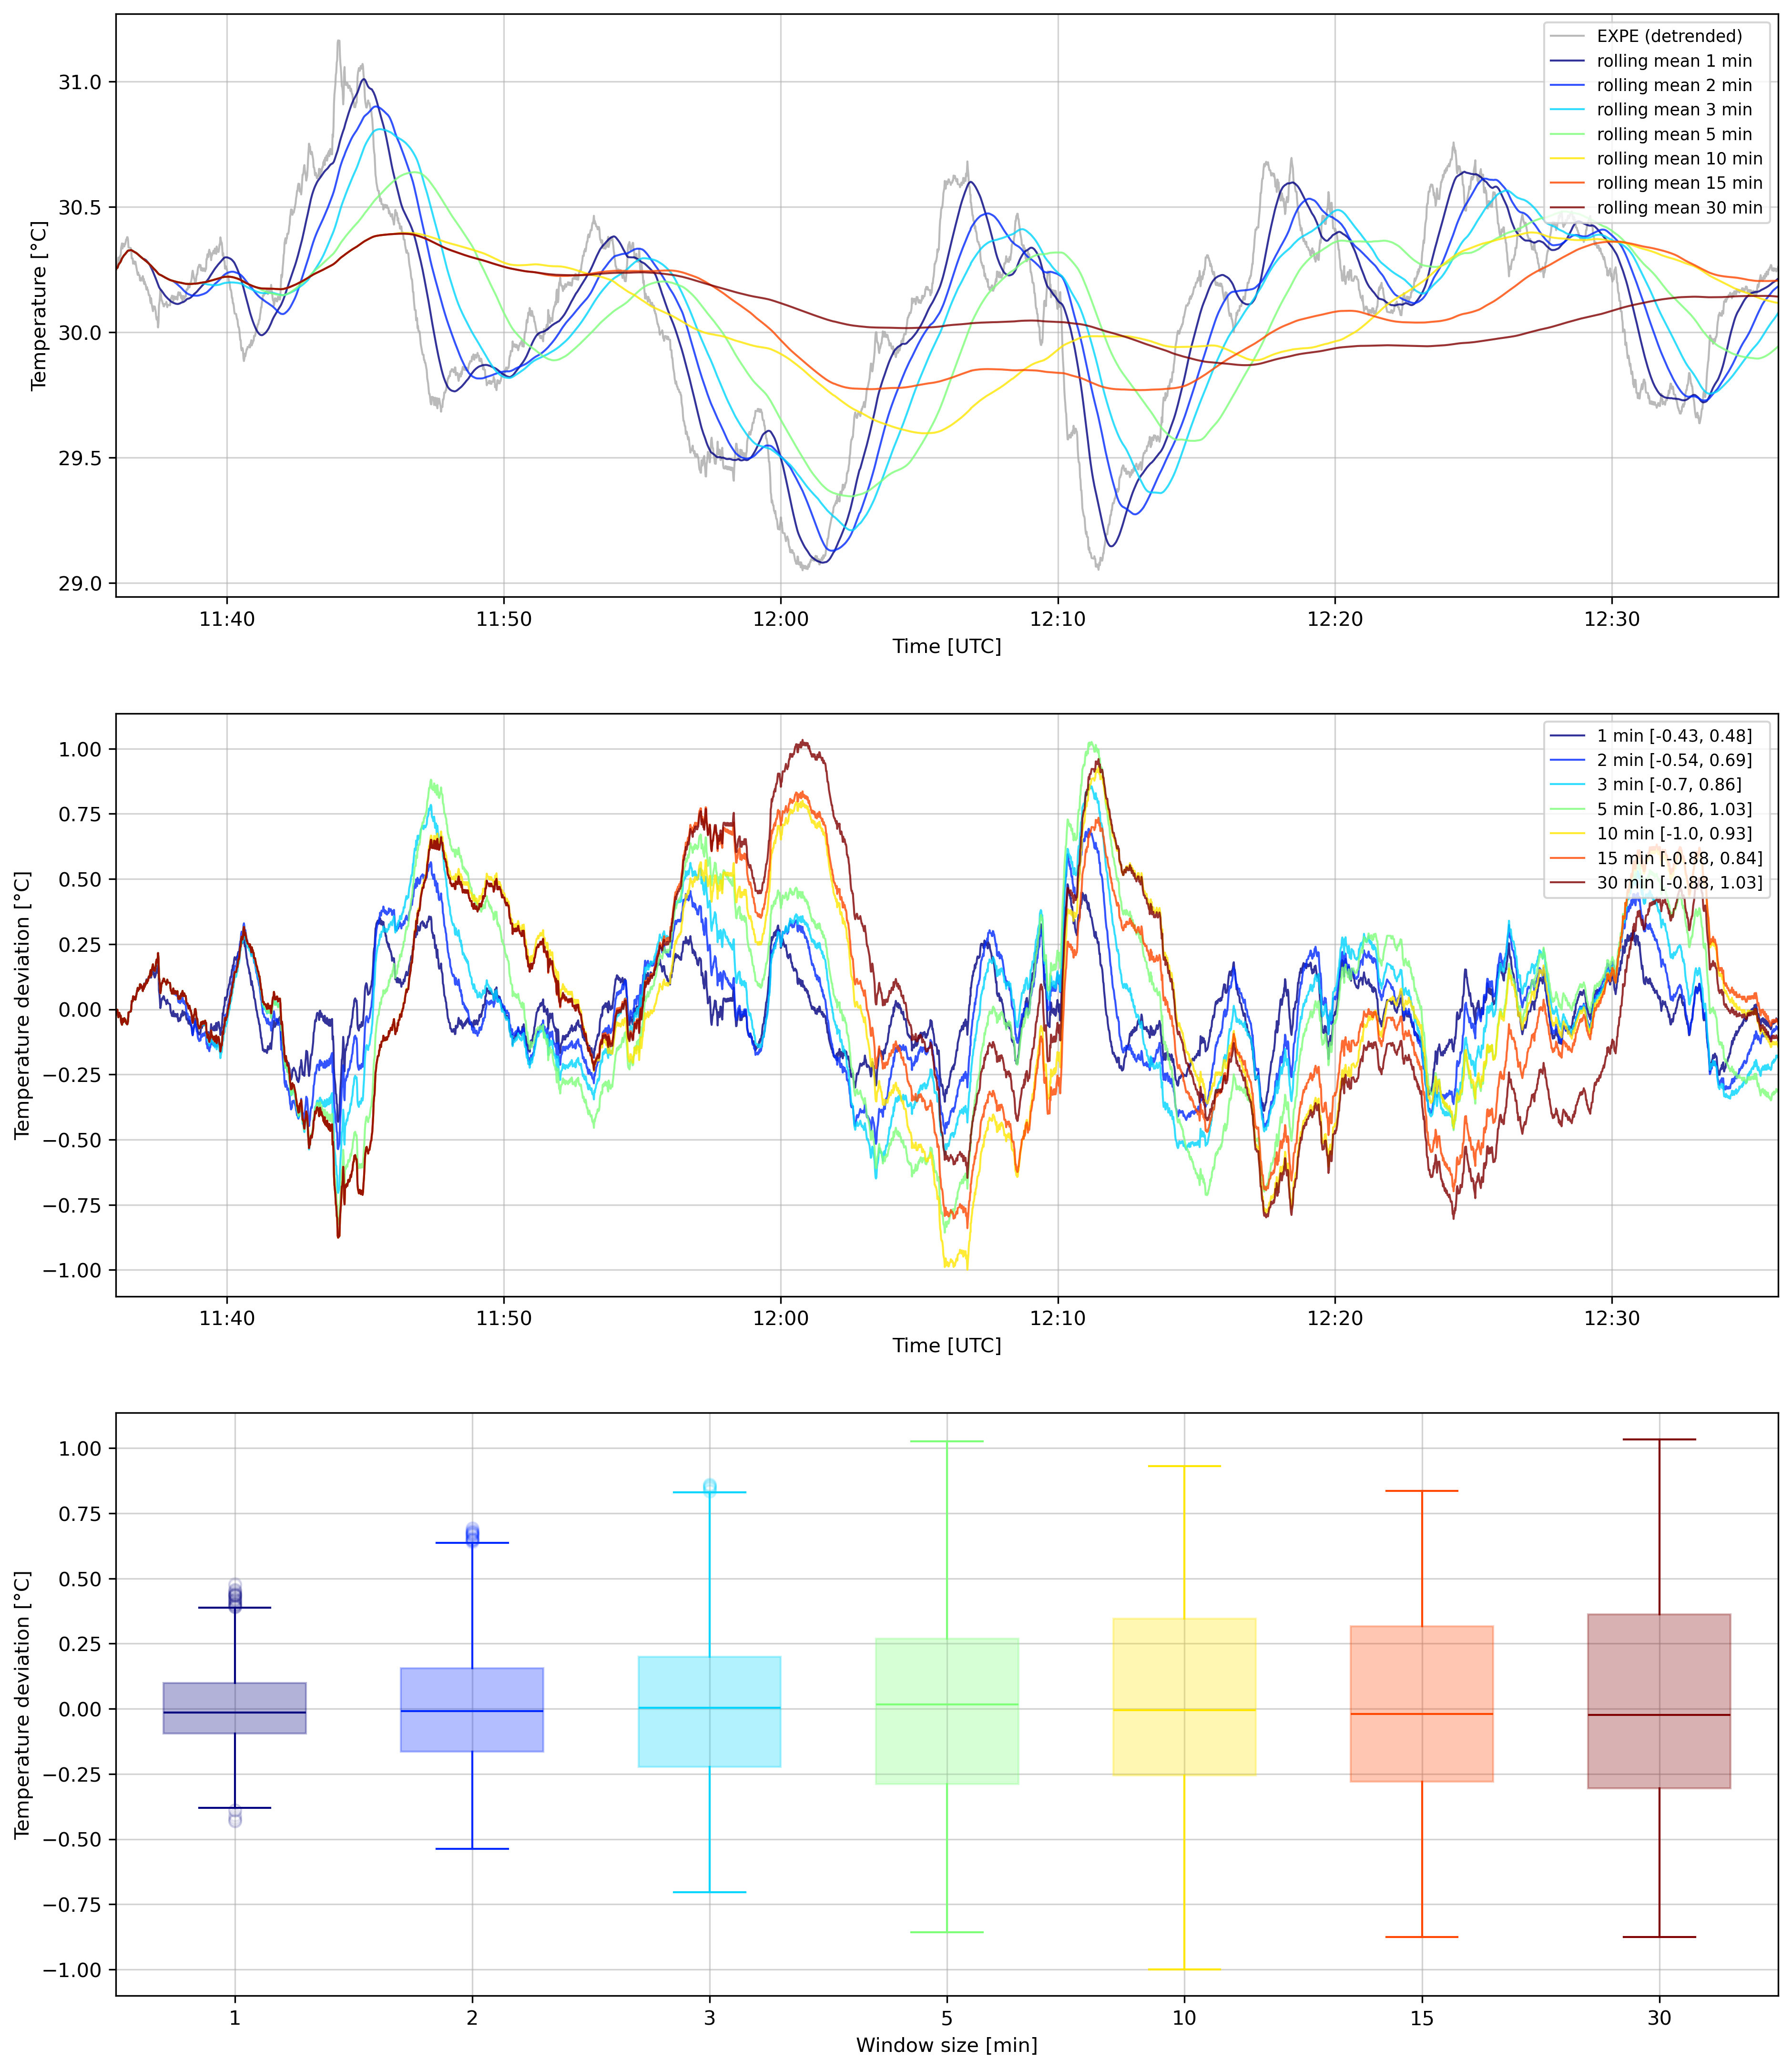 31.0
30.5
30.0
29.5
29.0
Temperature [°C]
EXPE (detrended)
rolling mean 1 min
rolling mean 2 min
rolling mean 3 min
rolling mean 5 min
rolling mean 10 min
rolling mean 15 min
rolling mean 30 min
11:40 11:50 12:00 12:10 12:20 12:30
Time [UTC]
1.00
0.75
0.50
0.25
0.00
−0.25
−0.50
−0.75
−1.00
Temperature deviation [°C]
1 min [-0.43, 0.48]
2 min [-0.54, 0.69]
3 min [-0.7, 0.86]
5 min [-0.86, 1.03]
10 min [-1.0, 0.93]
15 min [-0.88, 0.84]
30 min [-0.88, 1.03]
11:40 11:50 12:00 12:10 12:20 12:30
Time [UTC]
1.00
0.75
0.50
0.25
0.00
−0.25
−0.50
−0.75
−1.00
Temperature deviation [°C]
1 2 3 5 10 15 30
Window size [min]